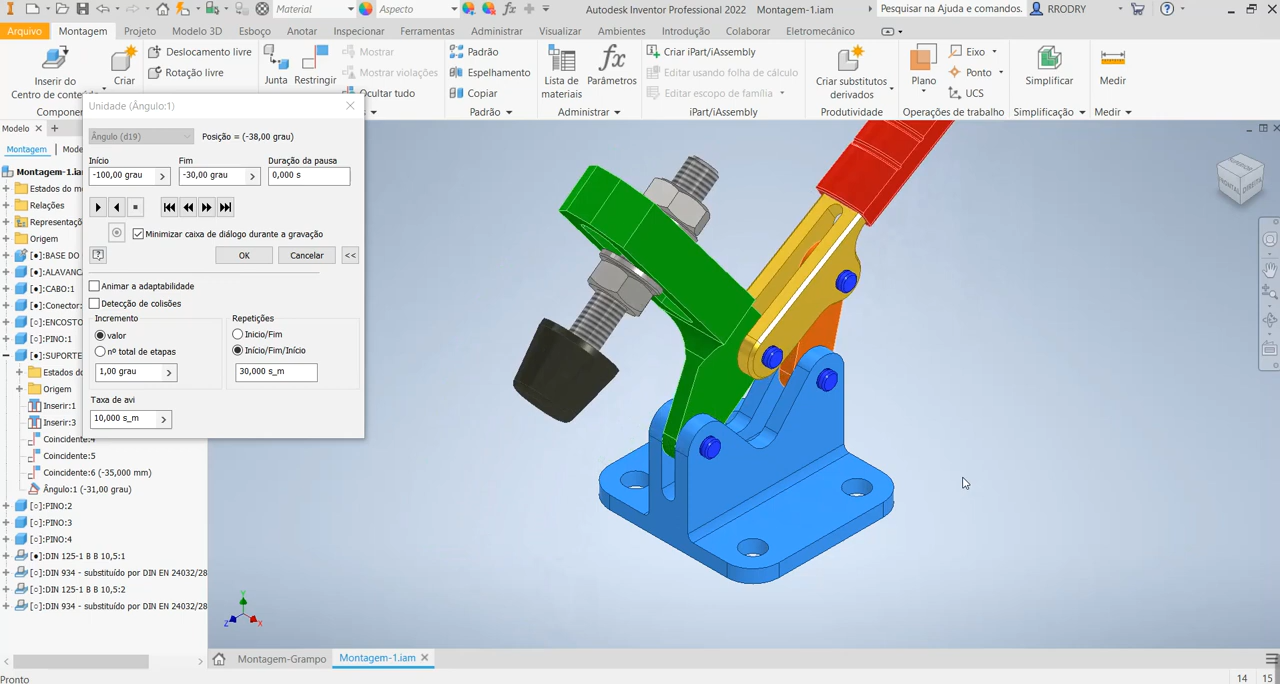 Material
Aspecto
Autodesk Inventor Professional 2022 Montagem-1.iam
Pesquisar na Ajuda e comandos.
RRODRY
Arquivo
Montagem
Projeto
Modelo 3D
Esboço
Anotar
Inspecionar
Ferramentas
Administrar
Visualizar
Ambientes
Introdução
Colaborar
Eletromecânico
Inserir do
Centro de conteúd
Criar
Deslocamento livre
Rotação livre
Junta
Restringir
Mostrar
Mostrar violações
Ocultar tudo
Padrão
Espelhamento
Copiar
Lista de
materiais
Parâmetros
Criar iPart/iAssembly
Editar usando folha de cálculo
Editar escopo de família
Criar substitutos
derivados
Plano
Eixo
Ponto
UCS
Simplificar
Medir
Compone
Padrão
Administrar
iPart/iAssembly
Produtividade
Operações de trabalho
Simplificação
Medir
Unidade (Ângulo:1)
Ângulo (d19)
Posição = (-38,00 grau)
Início
Fim
Duração da pausa
-100,00 grau
-30,00 grau
0,000 s
Minimizar caixa de diálogo durante a gravação
OK
Cancelar
<<
Animar a adaptabilidade
Detecção de colisões
Incremento
Repetições
valor
Inicio/Fim
nº total de etapas
Início/Fim/Início
1,00 grau
30,000 s_m
Taxa de avi
10,000 s_m
Modelo
Montagem
Mode
Montagem-1.ia
Estados do m
Relações
Representaçõ
Origem
[●]:BASE DO
[●]:ALAVANC
[●]:CABO:1
[●]:Conector:
[○]:ENCOSTO
[○]:PINO:1
[●]:SUPORTE
Estados do
Origem
Inserir:1
Inserir:3
Coincidente:4
Coincidente:5
Coincidente:6 (-35,000 mm)
Ângulo:1 (-31,00 grau)
[○]:PINO:2
[○]:PINO:3
[○]:PINO:4
[●]:DIN 125-1 B B 10,5:1
[○]:DIN 934 - substituído por DIN EN 24032/28
[○]:DIN 125-1 B B 10,5:2
[○]:DIN 934 - substituído por DIN EN 24032/28
Y
Z
X
Montagem-Grampo
Montagem-1.iam
Pronto
14 15